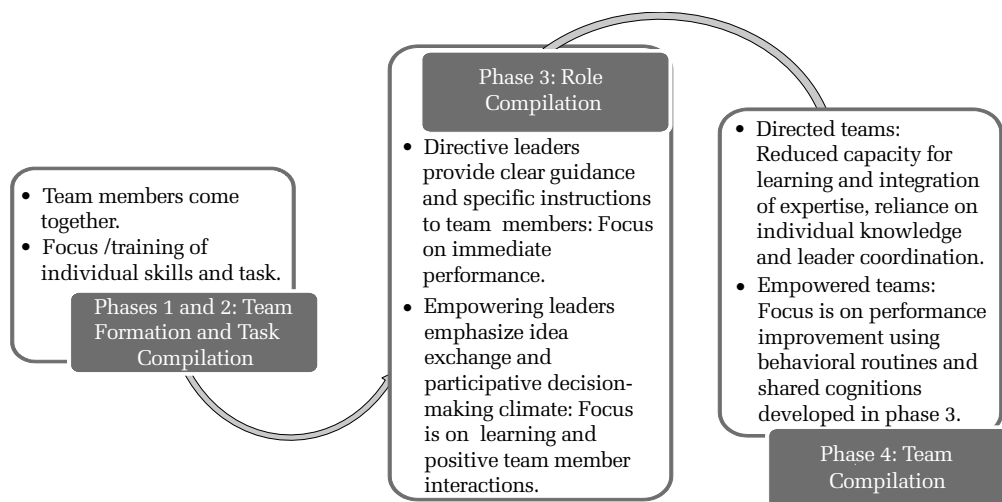 • Team members come
together.
• Focus /training of
individual skills and task.
Phases 1 and 2: Team
Formation and Task
Compilation
Phase 3: Role
Compilation
• Directive leaders
provide clear guidance
and specific instructions
to team members: Focus
on immediate
performance.
• Empowering leaders
emphasize idea
exchange and
participative decision-
making climate: Focus
is on learning and
positive team member
interactions.
• Directed teams:
Reduced capacity for
learning and integration
of expertise, reliance on
individual knowledge
and leader coordination.
• Empowered teams:
Focus is on performance
improvement using
behavioral routines and
shared cognitions
developed in phase 3.
Phase 4: Team
Compilation